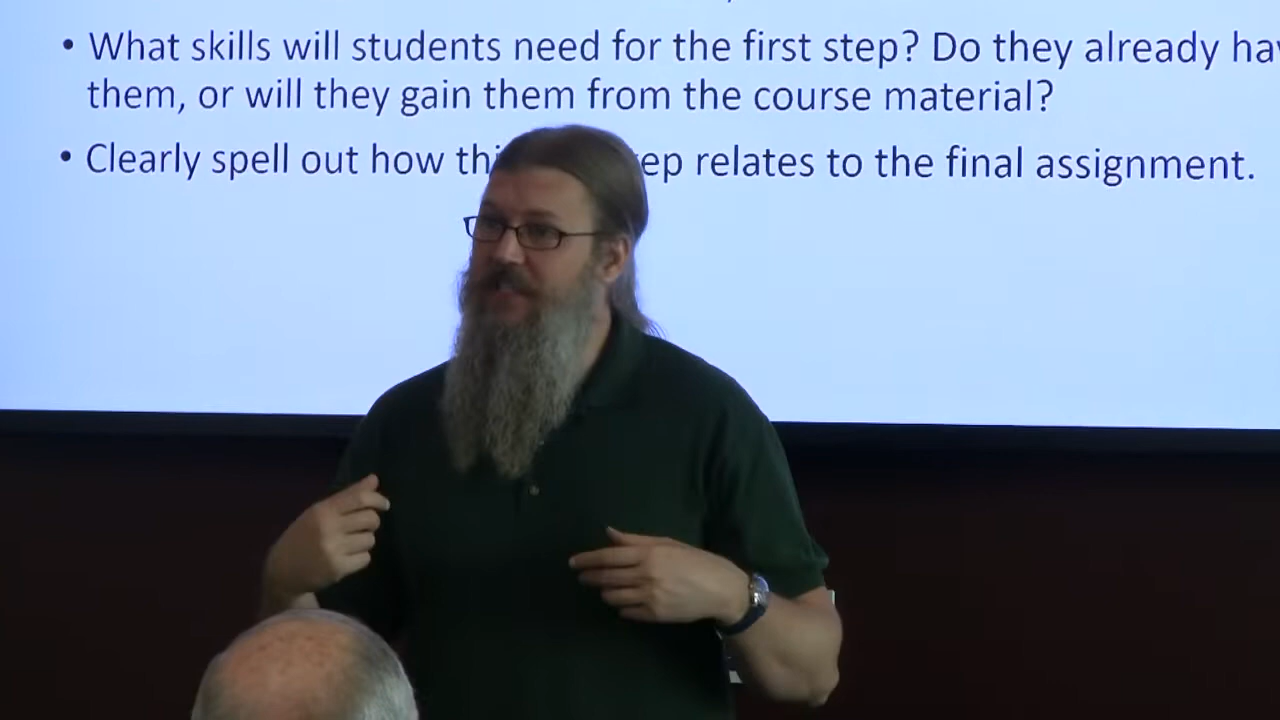 • What skills will students need for the first step? Do they already
them, or will they gain them from the course material?
• Clearly spell out how relates to the final assignment.